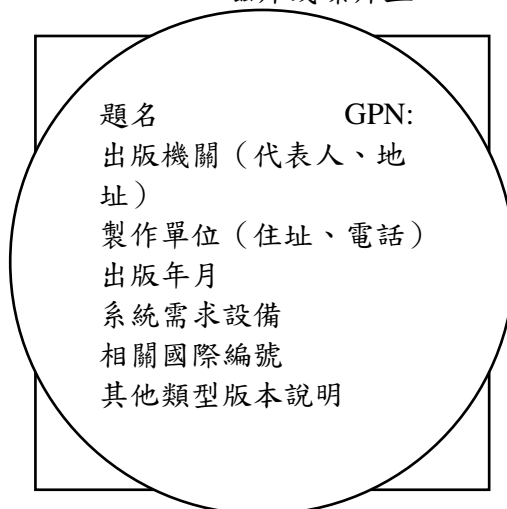 題名 GPN:
出版機關（代表人、地
址）
製作單位（住址、電話）
出版年月
系統需求設備
相關國際編號
其他類型版本說明